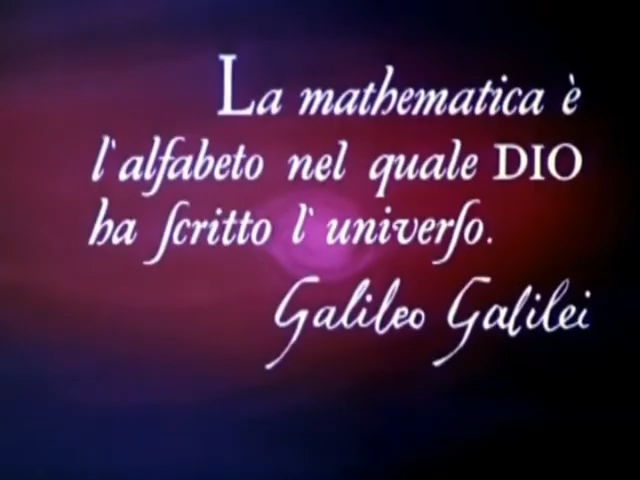 La mathematica è
l'alfabeto nel quale DIO
ha ſcritto l'univerſo.
Galileo Galilei